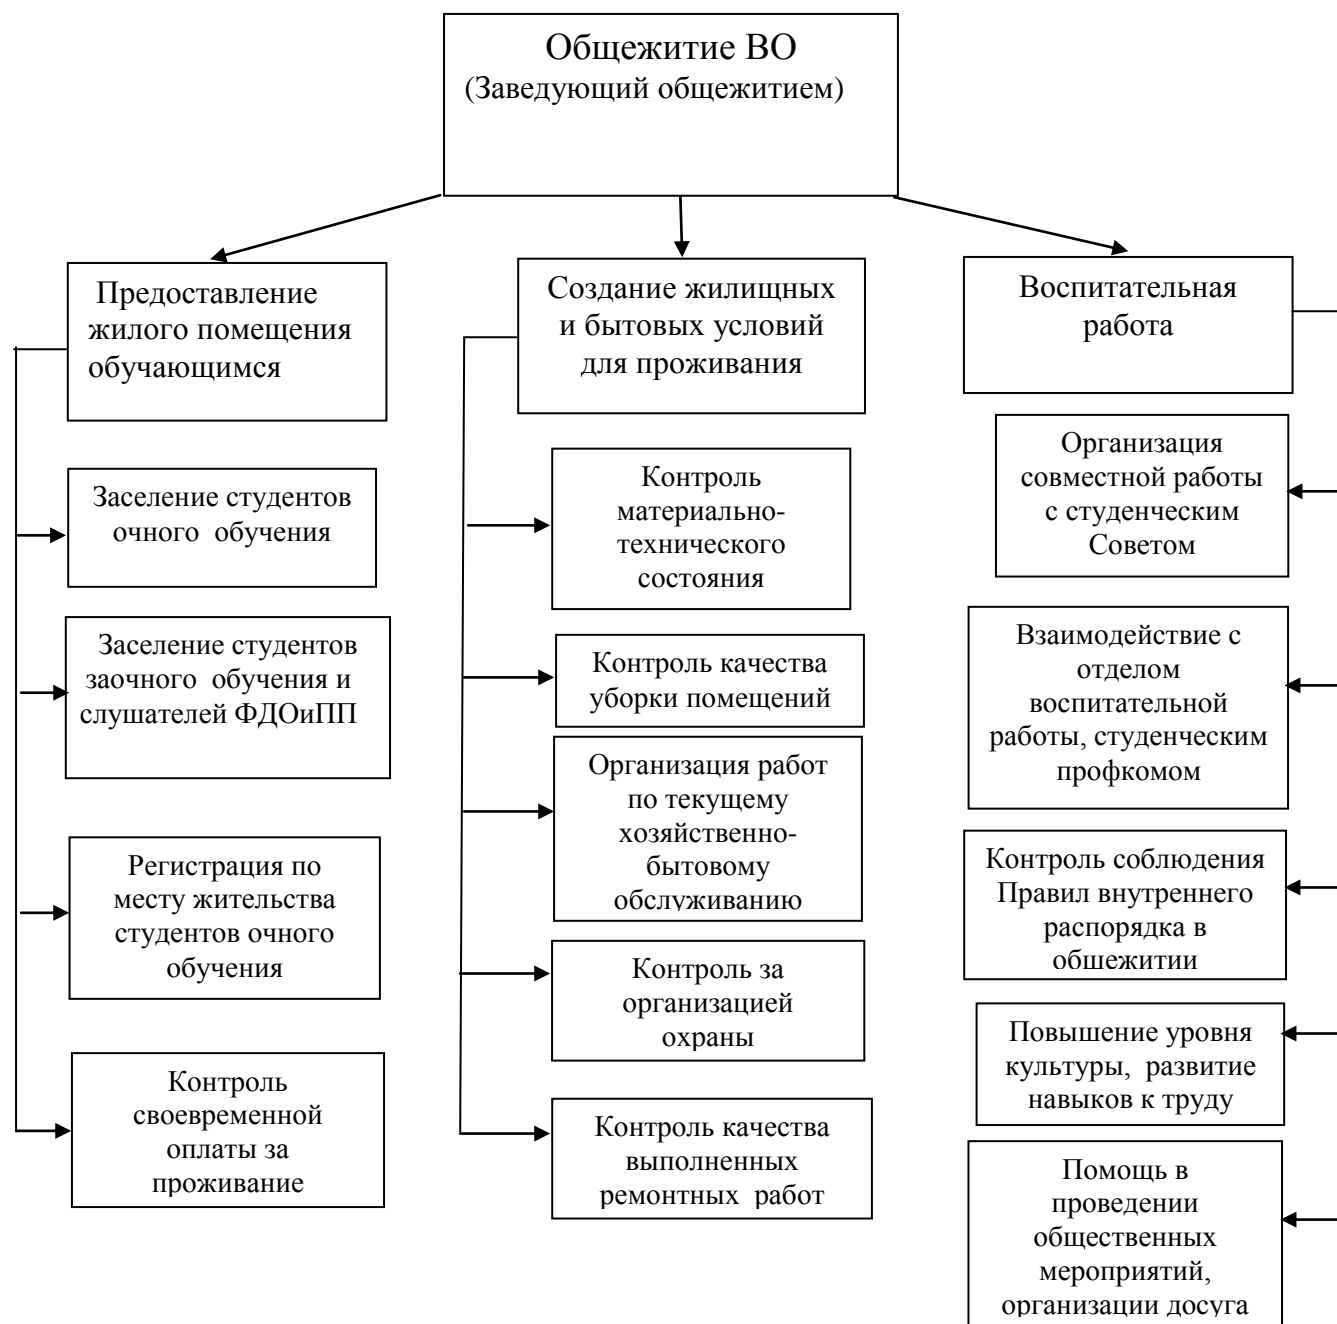 Общежитие ВО
(Заведующий общежитием)
Предоставление
жилого помещения
обучающимся
Создание жилищных
и бытовых условий
для проживания
Воспитательная
работа
Заселение студентов
очного обучения
Заселение студентов
заочного обучения и
слушателей ФДОиПП
Регистрация по
месту жительства
студентов очного
обучения
Контроль
своевременной
оплаты за
проживание
Контроль
материально-
технического
состояния
Контроль качества
уборки помещений
Организация работ
по текущему
хозяйственно-
бытовому
обслуживанию
Контроль за
организацией
охраны
Контроль качества
выполненных
ремонтных работ
Организация
совместной работы
с студенческим
Советом
Взаимодействие с
отделом
воспитательной
работы, студенческим
профкомом
Контроль соблюдения
Правил внутреннего
распорядка в
обшежитии
Повышение уровня
культуры, развитие
навыков к труду
Помощь в
проведении
общественных
мероприятий,
организации досуга